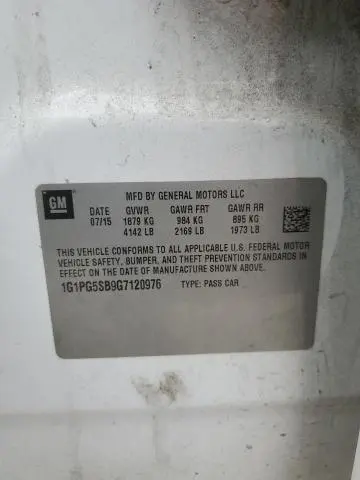 GM
MFD BY GENERAL MOTORS LLC
DATE GVWR GAWR FRT GAWR RR
07/15 1879 KG 984 KG 895 KG
4142 LB 2169 LB 1973 LB
THIS VEHICLE CONFORMS TO ALL APPLICABLE U.S. FEDERAL MOTOR
VEHICLE SAFETY, BUMPER, AND THEFT PREVENTION STANDARDS
IN EFFECT ON THE DATE OF MANUFACTURE SHOWN ABOVE.
1G1PG5SB9G7120976 TYPE: PASS CAR